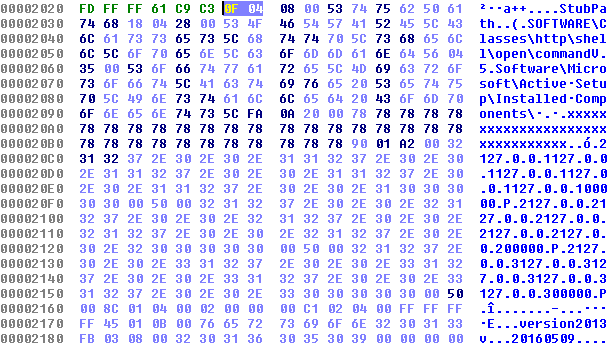 00002020 FD FF FF 61 C9 C3 0F 04 08 00 53 74 75 62 50 61 ²--a++....StubPa
00002030 74 68 18 04 28 00 53 4F 46 54 57 41 52 45 5C 43 th..(.SOFTWARE\C
00002040 6C 61 73 73 65 73 5C 68 74 74 70 5C 73 68 65 6C lasses\http\shel
00002050 6C 5C 6F 70 65 6E 5C 63 6F 6D 6D 61 6E 64 56 04 l\open\commandV.
00002060 35 00 53 6F 66 74 77 61 72 65 5C 4D 69 63 72 6F 5.Software\Micro
00002070 73 6F 66 74 5C 41 63 74 69 76 65 20 53 65 74 75 soft\Active·Setu
00002080 70 5C 49 6E 73 74 61 6C 6C 65 64 20 43 6F 6D 70 p\Installed·Comp
00002090 6F 6E 65 6E 74 73 5C FA 0A 20 00 78 78 78 78 78 onents\·.·.xxxxx
000020A0 78 78 78 78 78 78 78 78 78 78 78 78 78 78 78 78 xxxxxxxxxxxxxxxx
000020B0 78 78 78 78 78 78 78 78 78 78 78 90 01 A2 00 32 xxxxxxxxxxx..ó.2
000020C0 31 32 37 2E 30 2E 30 2E 31 31 32 37 2E 30 2E 30 127.0.0.1127.0.0
000020D0 2E 31 31 32 37 2E 30 2E 30 2E 31 31 32 37 2E 30 .1127.0.0.1127.0
000020E0 2E 30 2E 31 31 32 37 2E 30 2E 30 2E 31 30 30 30 .0.1127.0.0.1000
000020F0 30 30 00 50 00 32 31 32 37 2E 30 2E 30 2E 32 31 00.P.2127.0.0.21
00002100 32 37 2E 30 2E 30 2E 32 31 32 37 2E 30 2E 30 2E 27.0.0.2127.0.0.
00002110 32 31 32 37 2E 30 2E 30 2E 32 31 32 37 2E 30 2E 2127.0.0.2127.0.
00002120 30 2E 32 30 30 30 30 30 00 50 00 32 31 32 37 2E 0.200000.P.2127.
00002130 30 2E 30 2E 33 31 32 37 2E 30 2E 30 2E 33 31 32 0.0.3127.0.0.312
00002140 37 2E 30 2E 30 2E 33 31 32 37 2E 30 2E 30 2E 33 7.0.0.3127.0.0.3
00002150 31 32 37 2E 30 2E 30 2E 33 30 30 30 30 30 00 50 127.0.0.300000.P
00002160 00 8C 01 04 00 02 00 00 00 C1 02 04 00 FF FF FF .Î.......-...---
00002170 FF 45 01 0B 00 76 65 72 73 69 6F 6E 32 30 31 33 -E...version2013
00002180 FB 03 08 00 32 30 31 36 30 35 30 39 00 00 00 00 v...20160509....